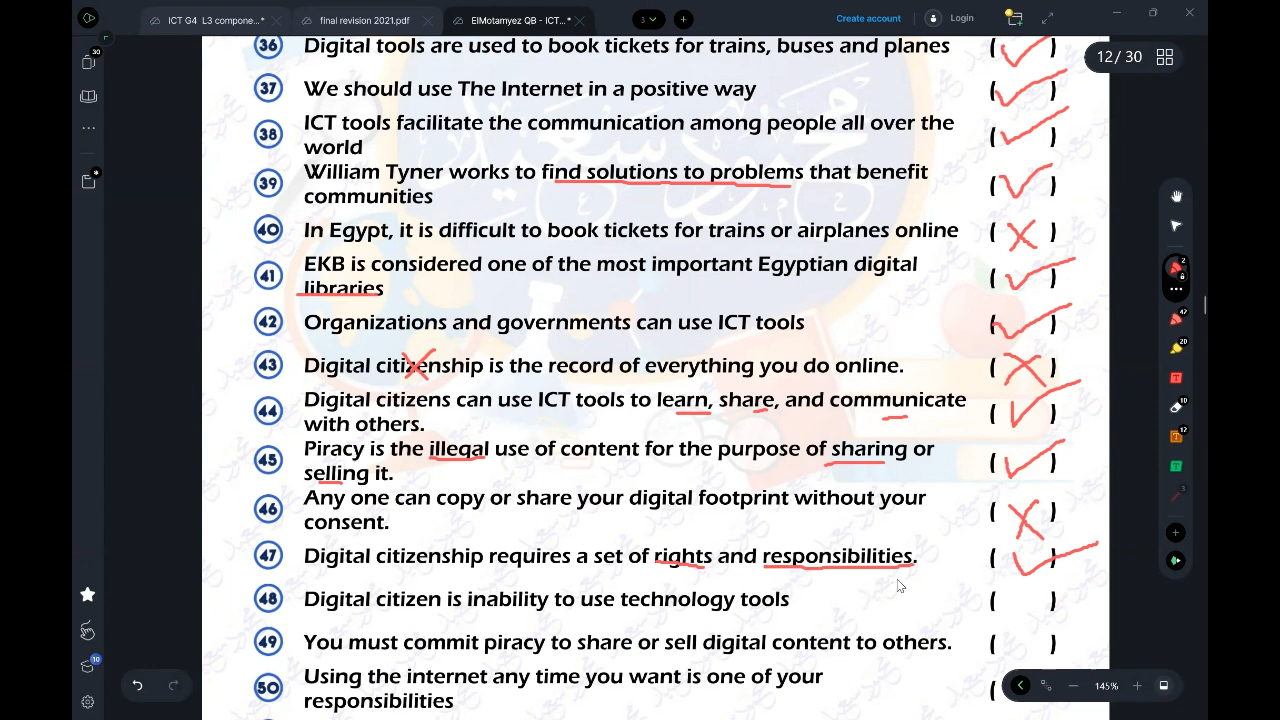 ICT G4 L3 compone...*
final revision 2021.pdf
ElMotamyez QB - ICT...*
3
Create account
Login
12/ 30
30
36 Digital tools are used to book tickets for trains, buses and planes ( )
37 We should use The Internet in a positive way ( )
38 ICT tools facilitate the communication among people all over the
world ( )
39 William Tyner works to find solutions to problems that benefit
communities ( )
40 In Egypt, it is difficult to book tickets for trains or airplanes online ( )
41 EKB is considered one of the most important Egyptian digital
libraries ( )
42 Organizations and governments can use ICT tools ( )
43 Digital citizenship is the record of everything you do online. ( )
44 Digital citizens can use ICT tools to learn, share, and communicate
with others. ( )
45 Piracy is the illegal use of content for the purpose of sharing or
selling it. ( )
46 Any one can copy or share your digital footprint without your
consent. ( )
47 Digital citizenship requires a set of rights and responsibilities. ( )
48 Digital citizen is inability to use technology tools ( )
49 You must commit piracy to share or sell digital content to others. ( )
50 Using the internet any time you want is one of your
responsibilities (
2
47
20
10
12
3
10
145%